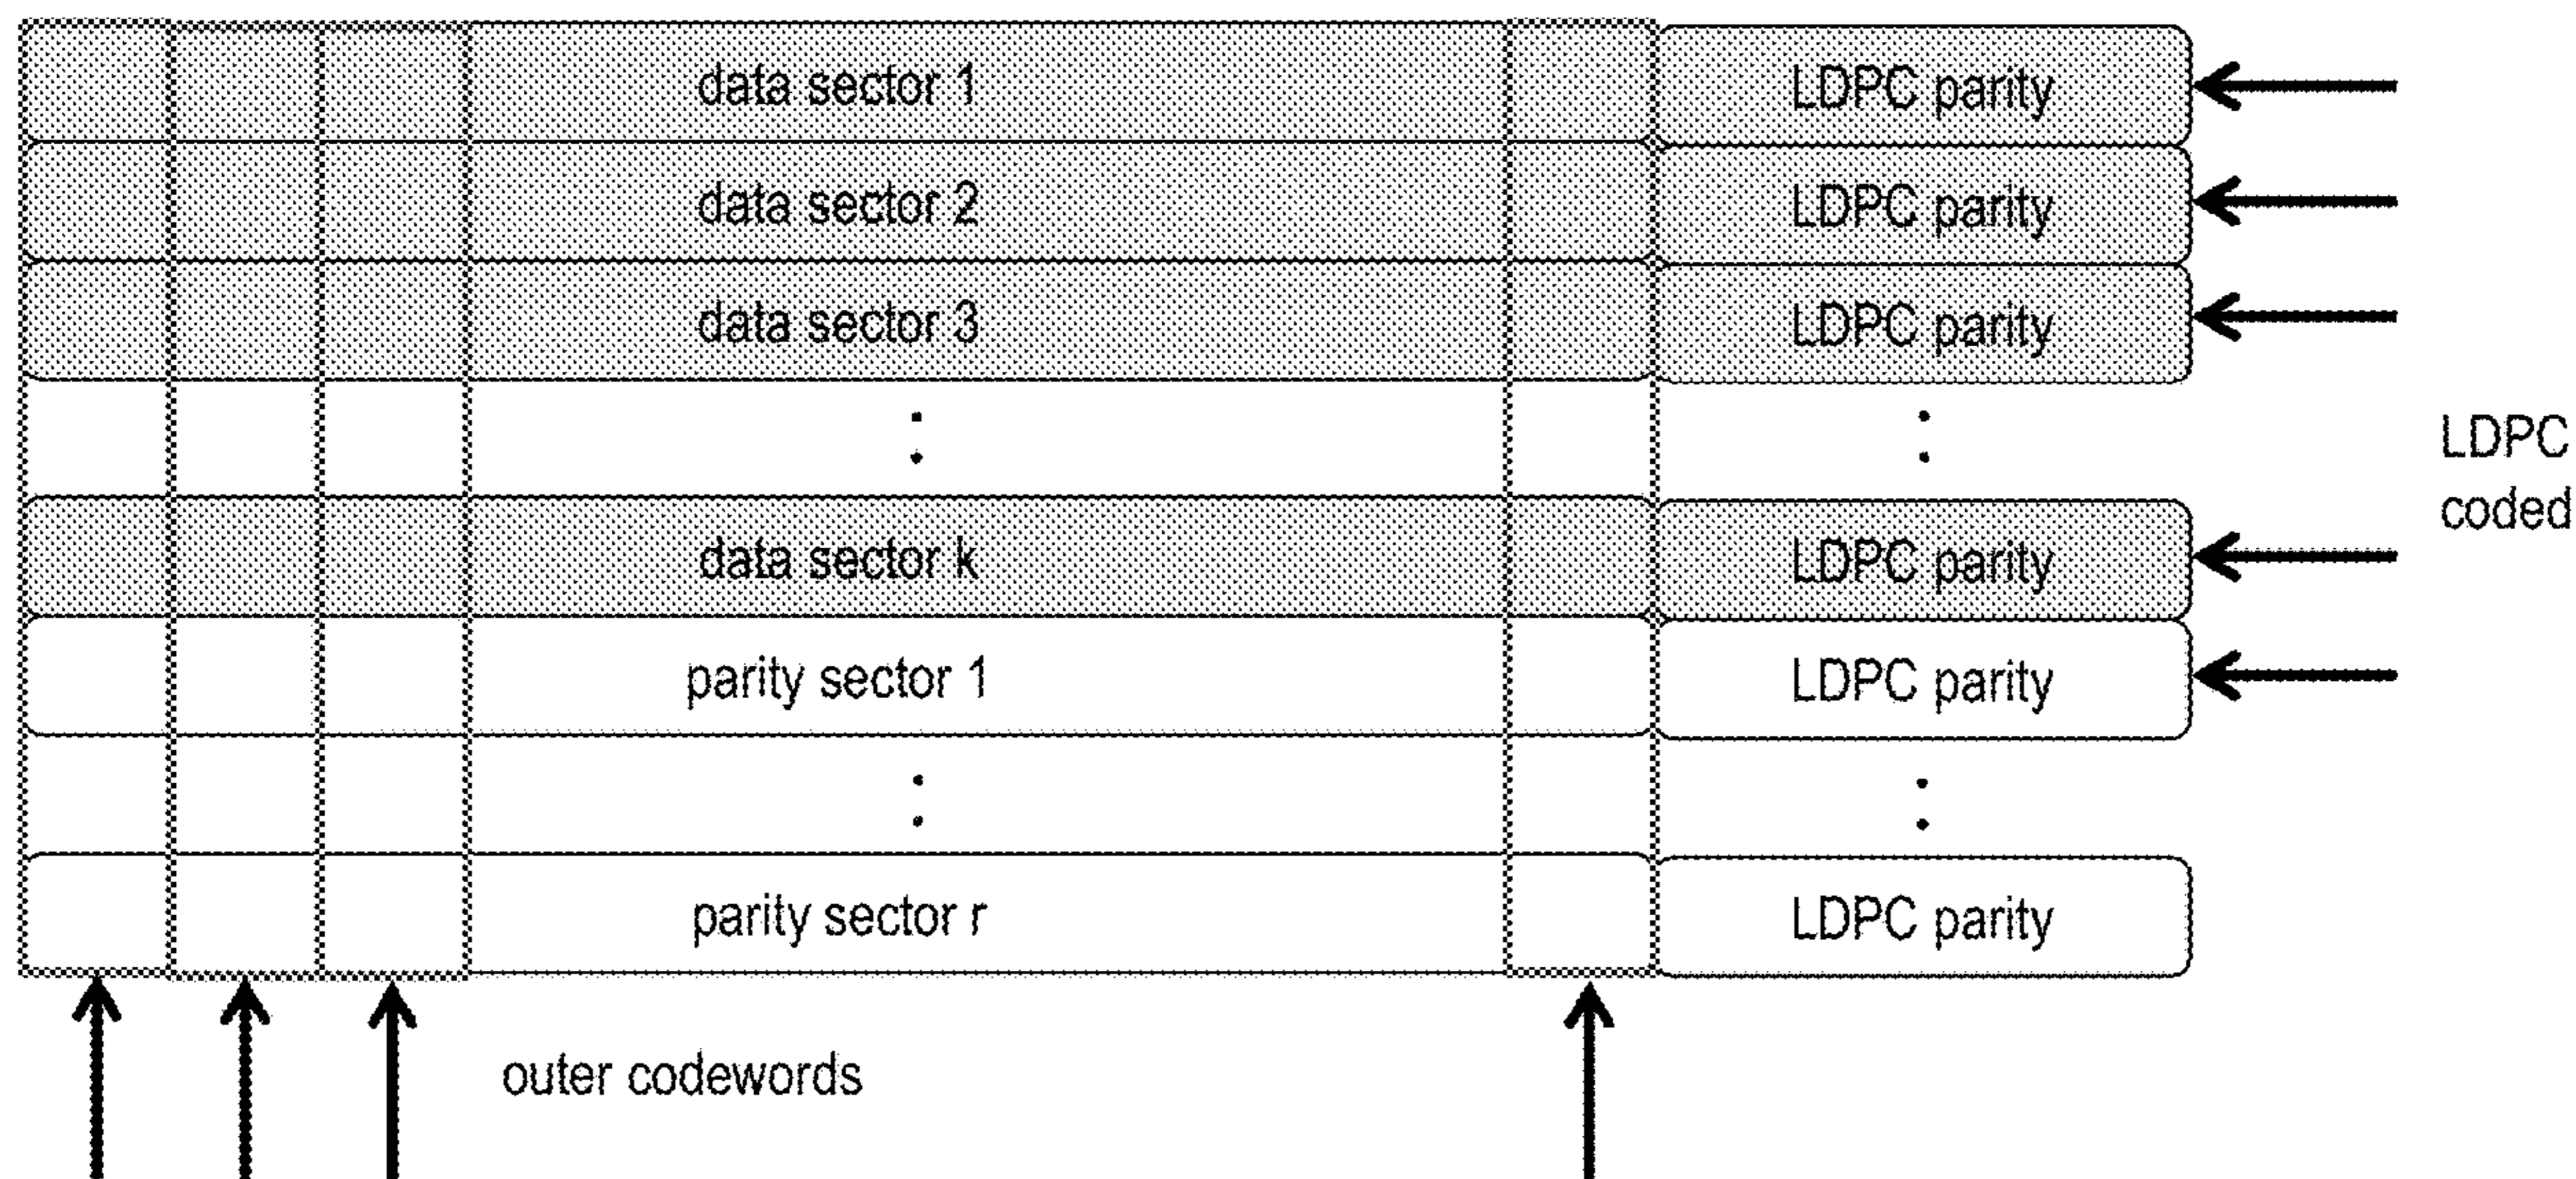 data sector 1 LDPC parity
data sector 2 LDPC parity
data sector 3 LDPC parity
LDPC
coded
data sector k LDPC parity
parity sector 1 LDPC parity
parity sector r LDPC parity
outer codewords